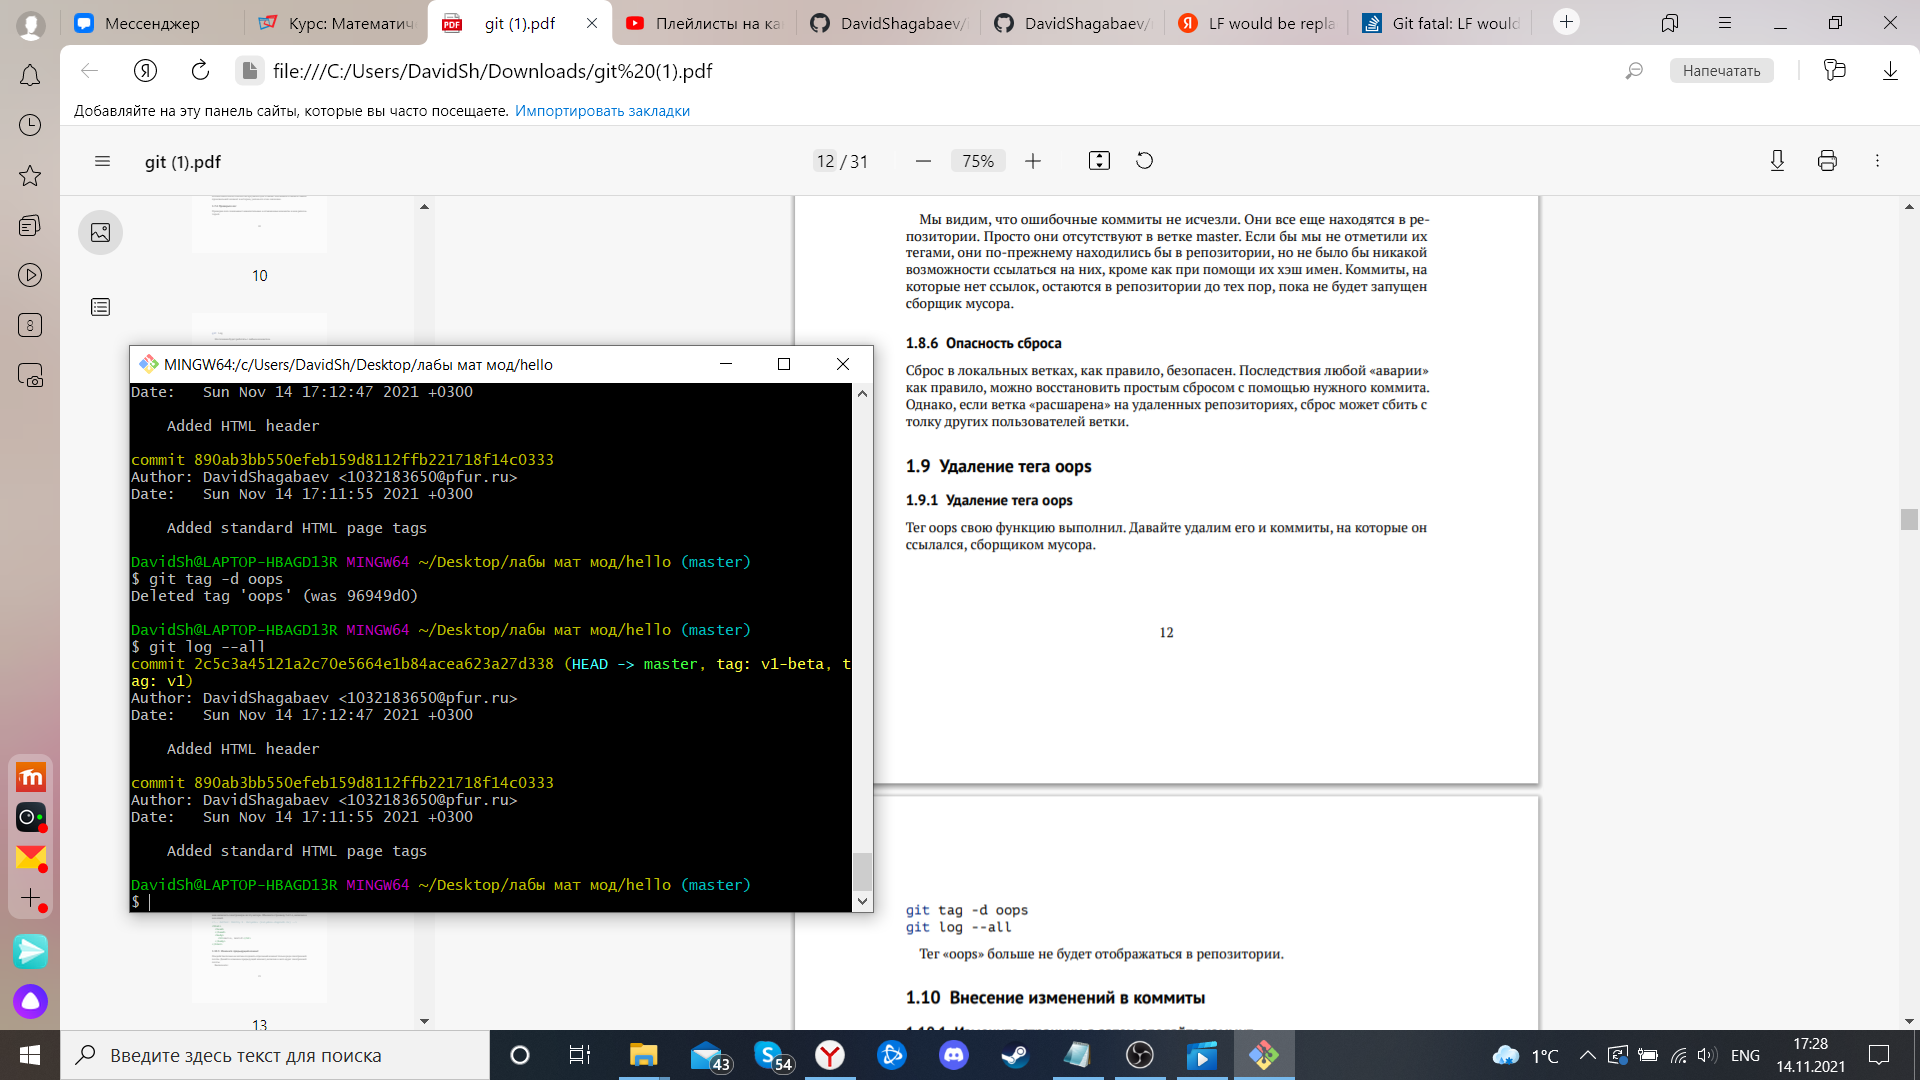 Мессенджер
Курс: Математич
git (1).pdf
Плейлисты на ка
DavidShagabaev/
DavidShagabaev/
LF would be repla
Git fatal: LF would
file:///C:/Users/DavidSh/Downloads/git%20(1).pdf
Напечатать
Добавляйте на эту панель сайты, которые вы часто посещаете. Импортировать закладки
git (1).pdf
12 / 31
75%
10
8
Мы видим, что ошибочные коммиты не исчезли. Они все еще находятся в ре-
позитории. Просто они отсутствуют в ветке master. Если бы мы не отметили их
тегами, они по-прежнему находились бы в репозитории, но не было бы никакой
возможности ссылаться на них, кроме как при помощи их хэш имен. Коммиты, на
которые нет ссылок, остаются в репозитории до тех пор, пока не будет запущен
сборщик мусора.
1.8.6 Опасность сброса
Сброс в локальных ветках, как правило, безопасен. Последствия любой «аварии»
как правило, можно восстановить простым сбросом с помощью нужного коммита.
Однако, если ветка «расшарена» на удаленных репозиториях, сброс может сбить с
толку других пользователей ветки.
1.9 Удаление тега oops
1.9.1 Удаление тега oops
Тег oops свою функцию выполнил. Давайте удалим его и коммиты, на которые он
ссылался, сборщиком мусора.
12
git tag -d oops
git log --all
Тег «oops» больше не будет отображаться в репозитории.
1.10 Внесение изменений в коммиты
MINGW64:/c/Users/DavidSh/Desktop/лабы мат мод/hello
Date:   Sun Nov 14 17:12:47 2021 +0300
Added HTML header
commit 890ab3bb550efeb159d8112ffb221718f14c0333
Author: DavidShagabaev <1032183650@pfur.ru>
Date:   Sun Nov 14 17:11:55 2021 +0300
Added standard HTML page tags
DavidSh@LAPTOP-HBAGD13R MINGW64 ~/Desktop/лабы мат мод/hello (master)
$ git tag -d oops
Deleted tag 'oops' (was 96949d0)
DavidSh@LAPTOP-HBAGD13R MINGW64 ~/Desktop/лабы мат мод/hello (master)
$ git log --all
commit 2c5c3a45121a2c70e5664e1b84acea623a27d338 (HEAD -> master, tag: v1-beta, t
ag: v1)
Author: DavidShagabaev <1032183650@pfur.ru>
Date:   Sun Nov 14 17:12:47 2021 +0300
Added HTML header
commit 890ab3bb550efeb159d8112ffb221718f14c0333
Author: DavidShagabaev <1032183650@pfur.ru>
Date:   Sun Nov 14 17:11:55 2021 +0300
Added standard HTML page tags
DavidSh@LAPTOP-HBAGD13R MINGW64 ~/Desktop/лабы мат мод/hello (master)
$
13
Введите здесь текст для поиска
43
54
1°C
ENG
17:28
14.11.2021